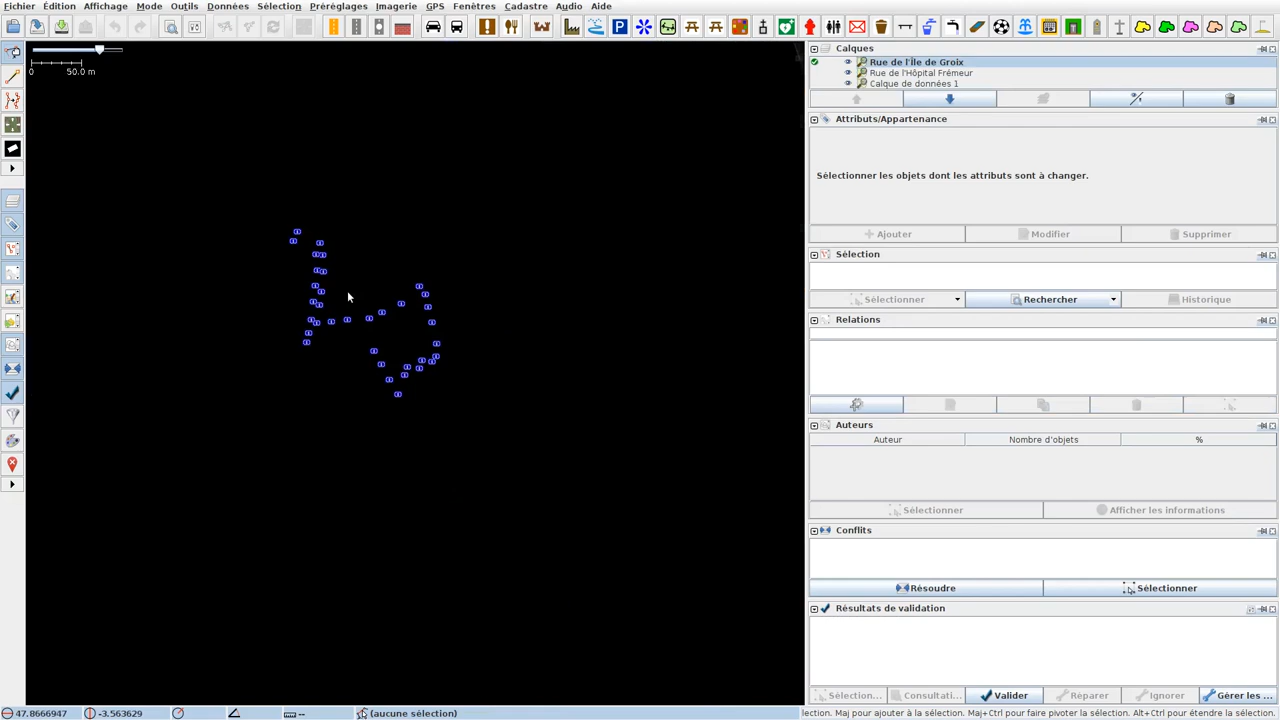 Fichier Édition Affichage Mode Outils Données Sélection Préréglages Imagerie GPS Fenêtres Cadastre Audio Aide
0 50.0 m
Calques
Rue de l'Île de Groix
Rue de l'Hôpital Frémeur
Calque de données 1
Attributs/Appartenance
Sélectionner les objets dont les attributs sont à changer.
Ajouter Modifier Supprimer
Sélection
Sélectionner Rechercher Historique
Relations
Auteurs
Auteur Nombre d'objets %
Sélectionner Afficher les informations
Conflits
Résoudre Sélectionner
Résultats de validation
Sélection... Consultati... Valider Réparer Ignorer Gérer les ...
47.8666947 -3.563629 -- (aucune sélection) lection. Maj pour ajouter à la sélection. Maj+Ctrl pour faire pivoter la sélection. Alt+Ctrl pour étendre la sélection.